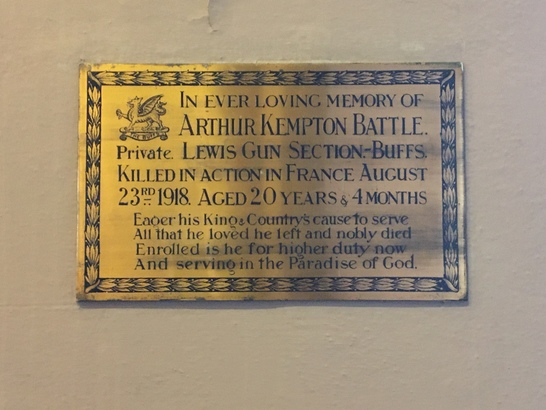 IN EVER LOVING MEMORY OF
ARTHUR KEMPTON BATTLE.
Private. LEWIS GUN SECTION-BUFFS.
KILLED IN ACTION IN FRANCE AUGUST
23RD 1918. AGED 20 YEARS & 4 MONTHS
Eager his King & Country's cause to serve
All that he loved he left and nobly died
Enrolled is he for higher duty now
And serving in the Paradise of God.
THE BUFFS